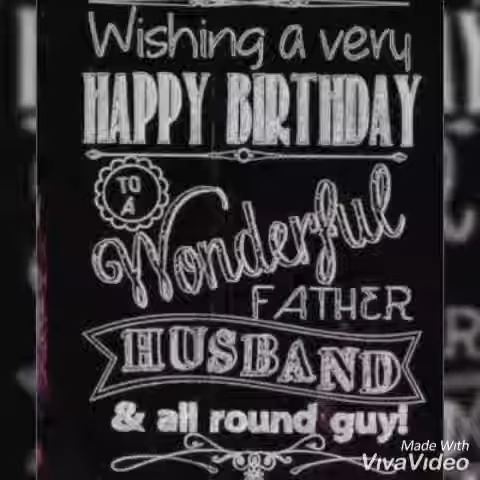 Wishing a very
HAPPY BIRTHDAY
TO
A
Wonderful
FATHER
HUSBAND
& all round guy!
Made With
VivaVideo